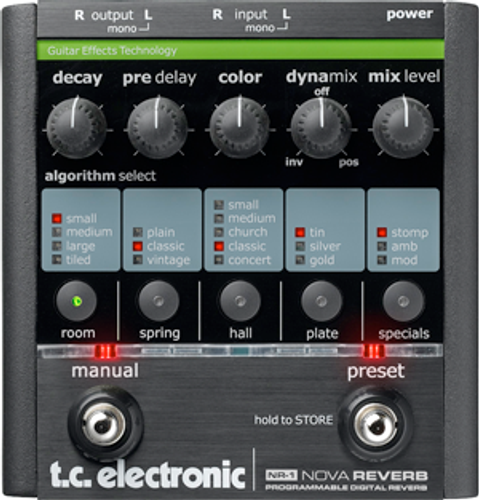 R output L
R input L
power
mono
mono
Guitar Effects Technology
decay
pre delay
color
dynamix
mix level
off
inv
pos
algorithm select
small
medium
large
tiled
plain
classic
vintage
small
medium
church
classic
concert
tin
silver
gold
stomp
amb
mod
room
spring
hall
plate
specials
manual
preset
hold to STORE
t.c. electronic
NR-1 NOVA REVERB
PROGRAMMABLE DIGITAL REVERB